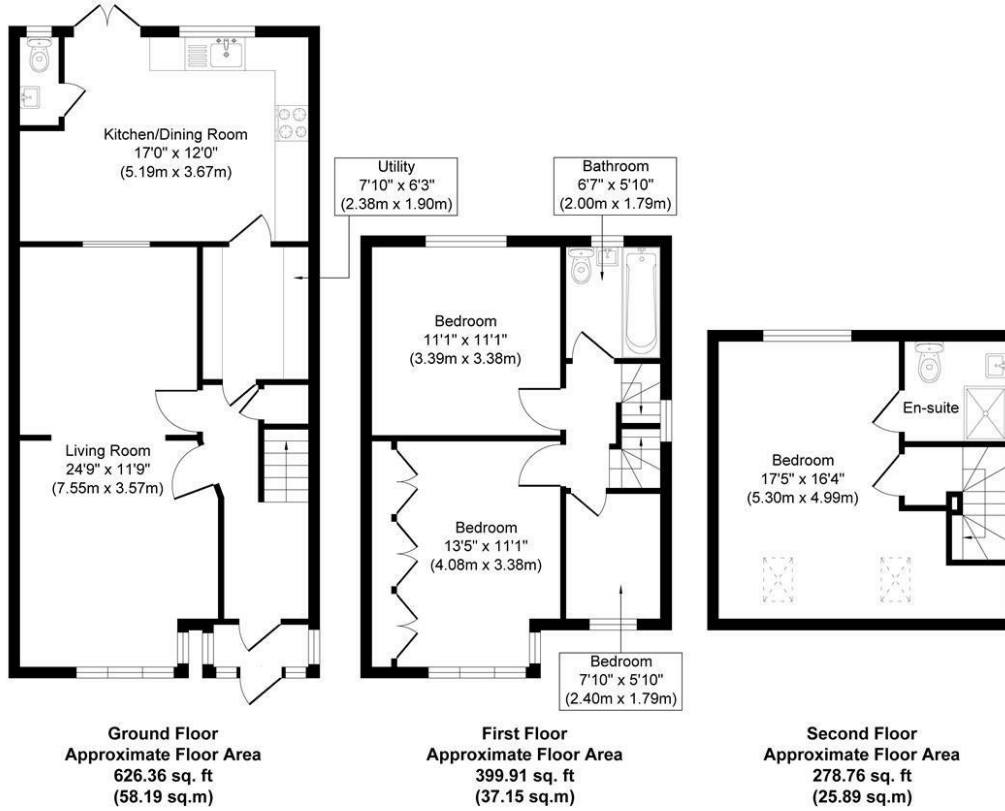 Kitchen/Dining Room
17'0" x 12'0"
(5.19m x 3.67m)
Utility
7'10" x 6'3"
(2.38m x 1.90m)
Bathroom
6'7" x 5'10"
(2.00m x 1.79m)
Living Room
24'9" x 11'9"
(7.55m x 3.57m)
Bedroom
11'1" x 11'1"
(3.39m x 3.38m)
Bedroom
13'5" x 11'1"
(4.08m x 3.38m)
Bedroom
7'10" x 5'10"
(2.40m x 1.79m)
En-suite
Bedroom
17'5" x 16'4"
(5.30m x 4.99m)
Ground Floor
Approximate Floor Area
626.36 sq. ft
(58.19 sq.m)
First Floor
Approximate Floor Area
399.91 sq. ft
(37.15 sq.m)
Second Floor
Approximate Floor Area
278.76 sq. ft
(25.89 sq.m)